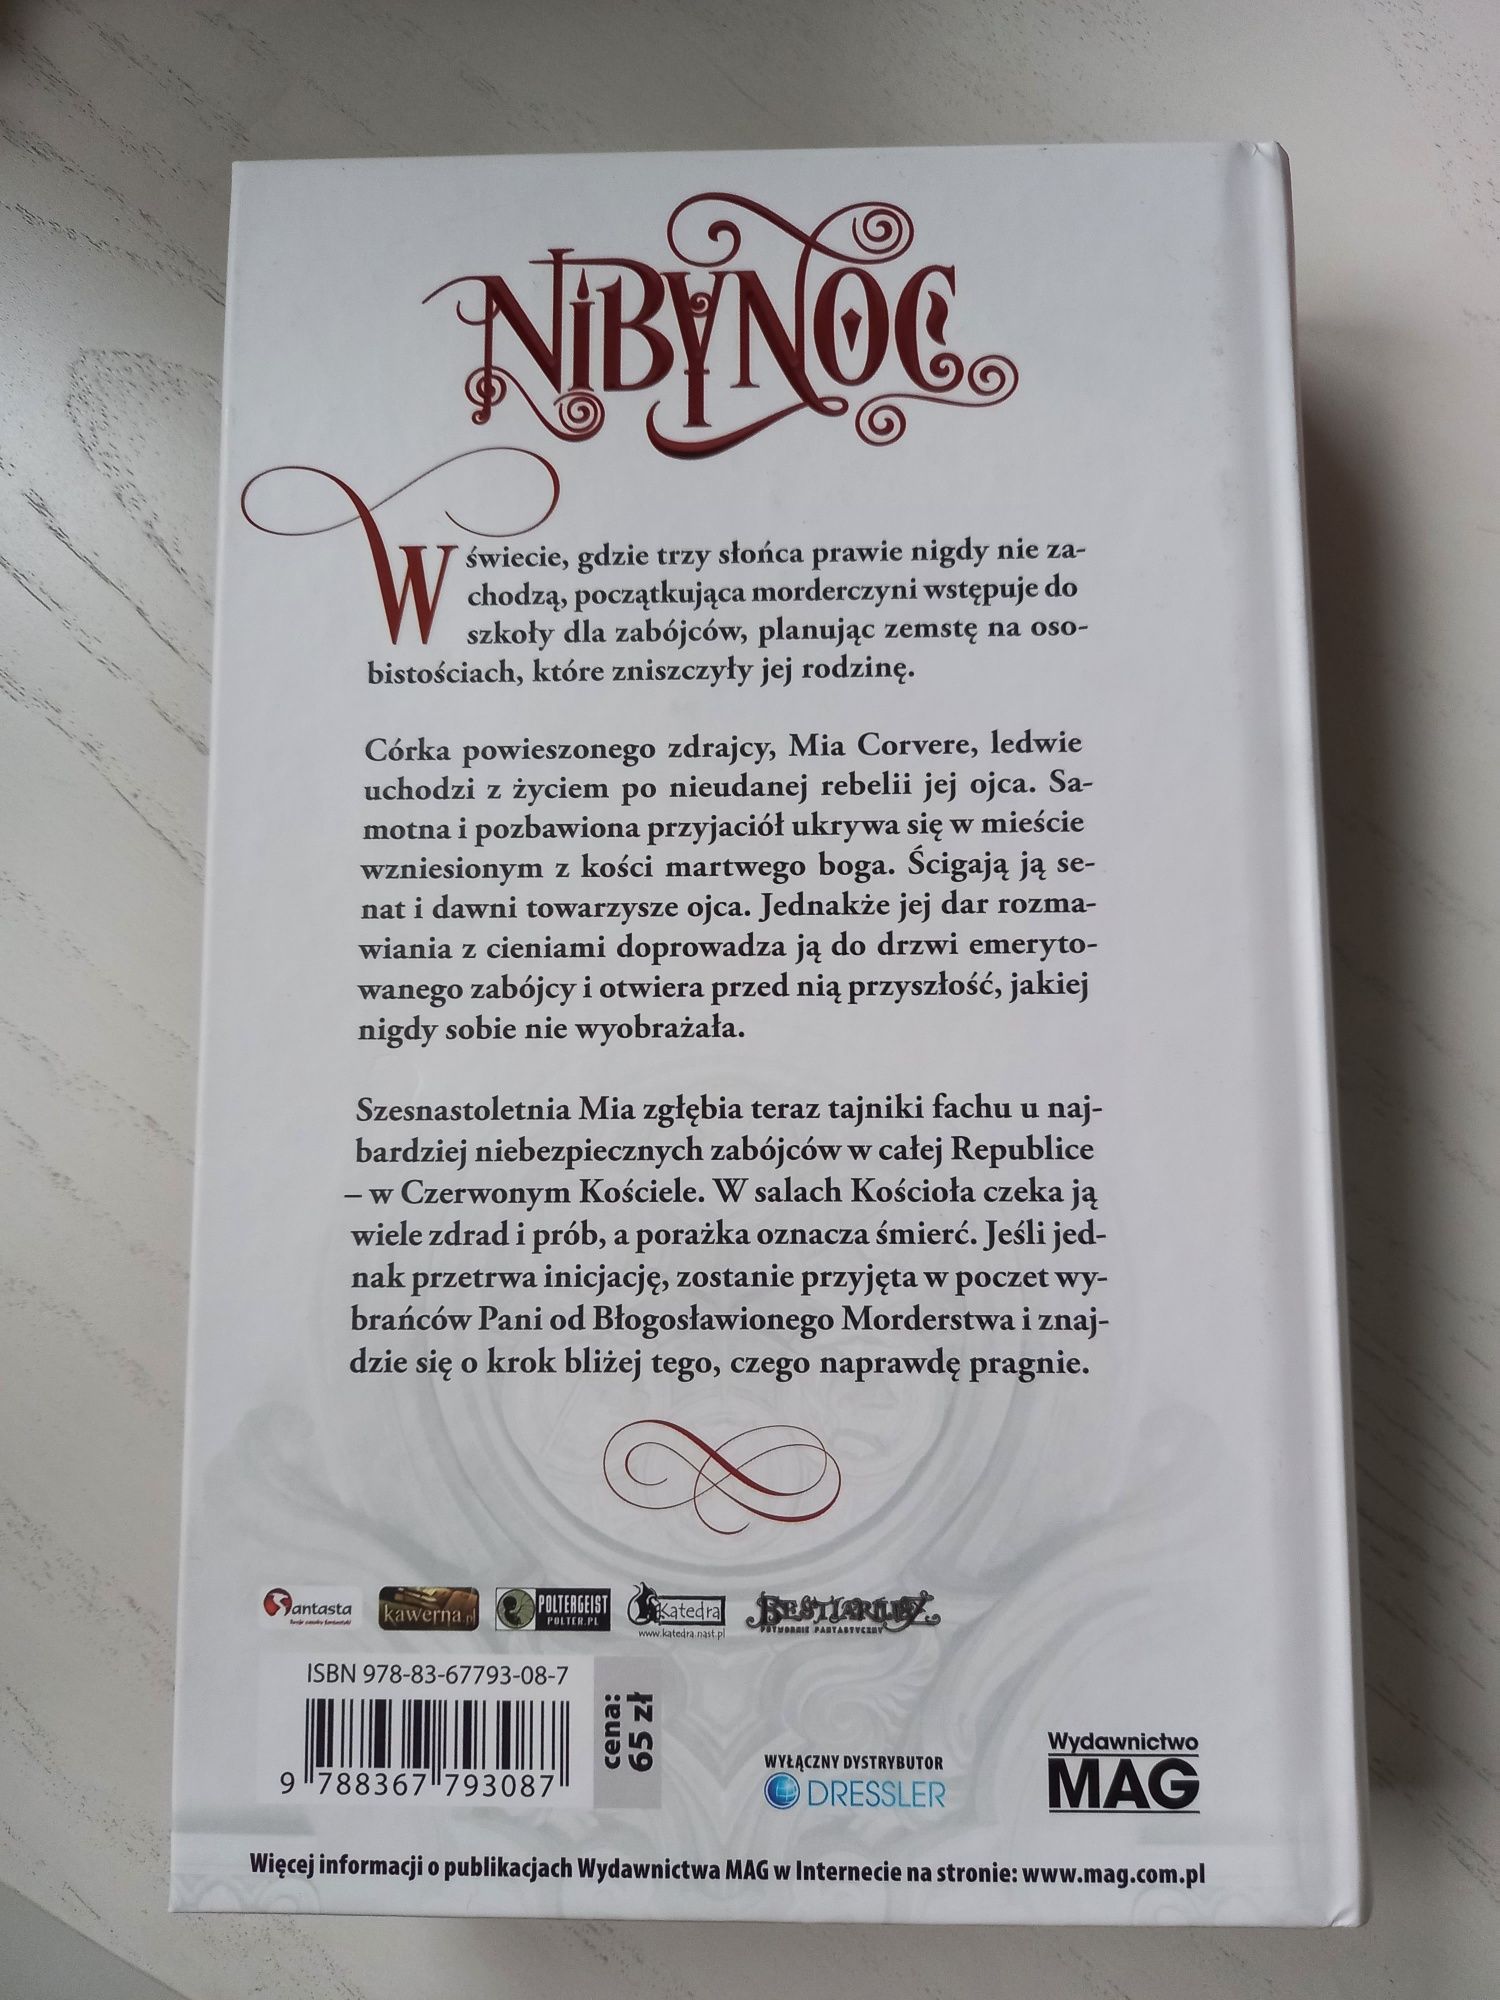 NIBYNOC
W świecie, gdzie trzy słońca prawie nigdy nie za-
chodzą, początkująca morderczyni wstępuje do
szkoły dla zabójców, planując zemstę na oso-
bistościach, które zniszczyły jej rodzinę.
Córka powieszonego zdrajcy, Mia Corvere, ledwie
uchodzi z życiem po nieudanej rebelii jej ojca. Sa-
motna i pozbawiona przyjaciół ukrywa się w mieście
wzniesionym z kości martwego boga. Ścigają ją se-
nat i dawni towarzysze ojca. Jednakże jej dar rozma-
wiania z cieniami doprowadza ją do drzwi emeryto-
wanego zabójcy i otwiera przed nią przyszłość, jakiej
nigdy sobie nie wyobrażała.
Szesnastoletnia Mia zgłębia teraz tajniki fachu u naj-
bardziej niebezpiecznych zabójców w całej Republice
– w Czerwonym Kościele. W salach Kościoła czeka ją
wiele zdrad i prób, a porażka oznacza śmierć. Jeśli jed-
nak przetrwa inicjację, zostanie przyjęta w poczet wy-
brańców Pani od Błogosławionego Morderstwa i znaj-
dzie się o krok bliżej tego, czego naprawdę pragnie.
Fantasta
kawerna.pl
POLTERGEIST
POLTER.PL
Katedra
www.katedra.nast.pl
BESTIARIUSZ
POTWORNIE FANTASTYCZNY
ISBN 978-83-67793-08-7
9 788367 793087
cena:
65 zł
WYŁĄCZNY DYSTRYBUTOR
DRESSLER
Wydawnictwo
MAG
Więcej informacji o publikacjach Wydawnictwa MAG w Internecie na stronie: www.mag.com.pl